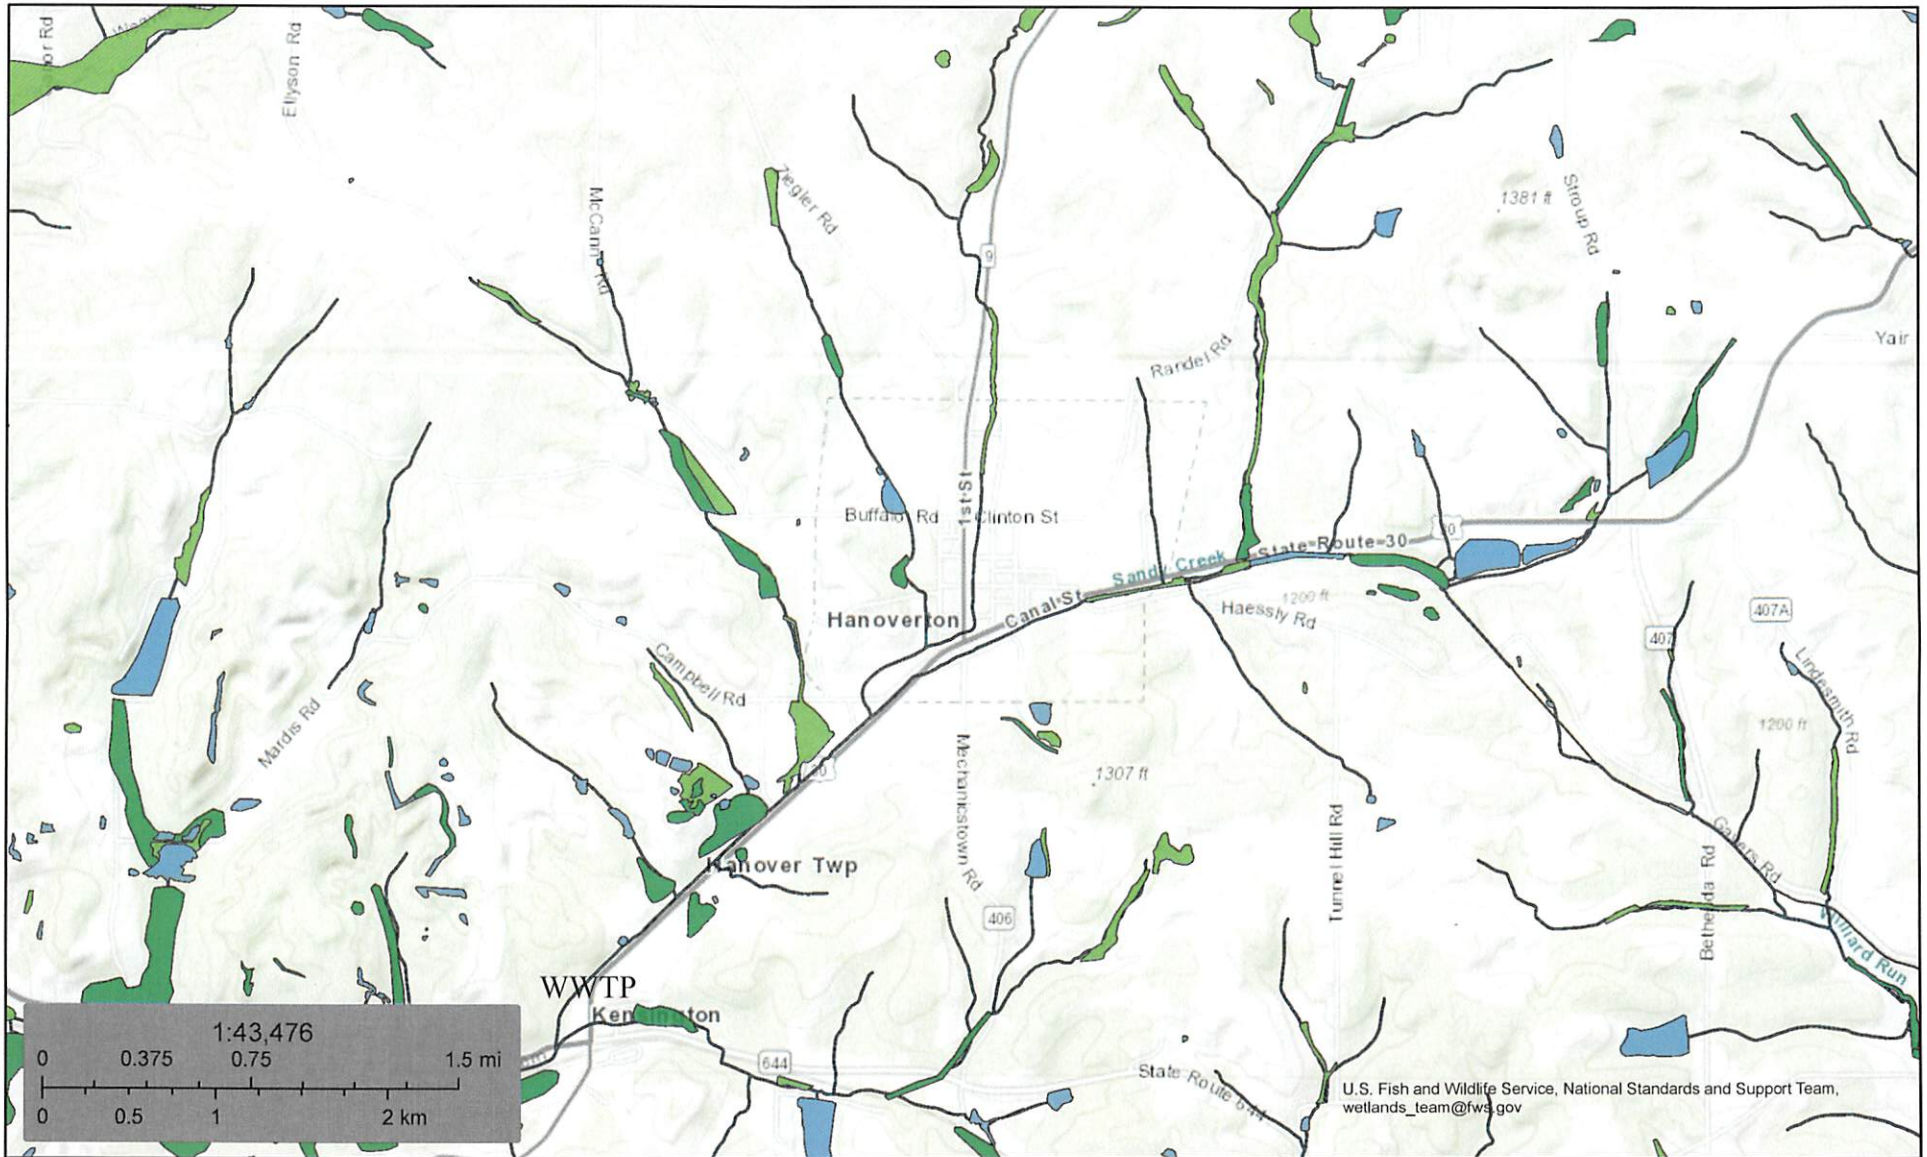 Ellyson Rd
McCann Rd
Ziegler Rd
9
1381 ft
Stroup Rd
Randel Rd
Yair
Buffalo Rd
1st St
Clinton St
30
Sandy Creek
State Route 30
Hanoverton
Canal St
1200 ft
Haessly Rd
407A
407
Campbell Rd
Lindesmith Rd
Mardis Rd
1200 ft
30
Mechanicstown Rd
1307 ft
Tunnel Hill Rd
Gavers Rd
Hanover Twp
Bethesda Rd
406
Williard Run
WWTP
Kensington
644
State Route 644
1:43,476
0 0.375 0.75 1.5 mi
0 0.5 1 2 km
U.S. Fish and Wildlife Service, National Standards and Support Team,
wetlands_team@fws.gov